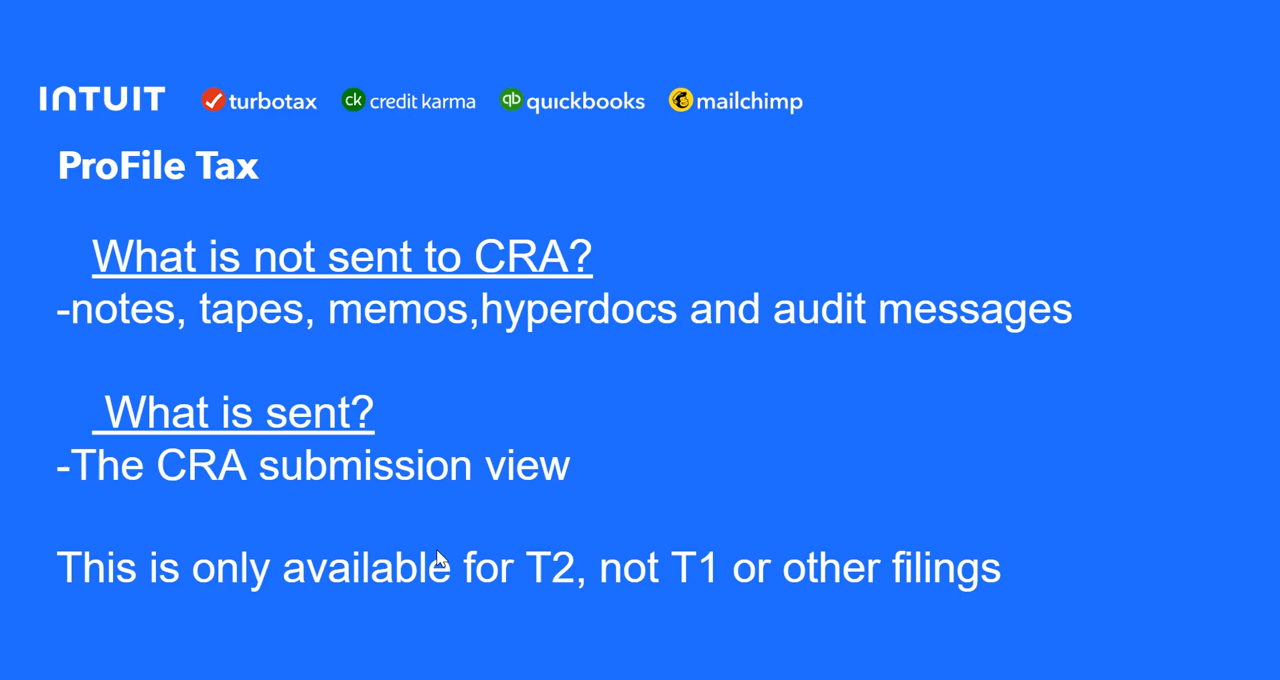 INTUIT turbotax ck credit karma qb quickbooks mailchimp
ProFile Tax
What is not sent to CRA?
-notes, tapes, memos,hyperdocs and audit messages
What is sent?
-The CRA submission view
This is only available for T2, not T1 or other filings